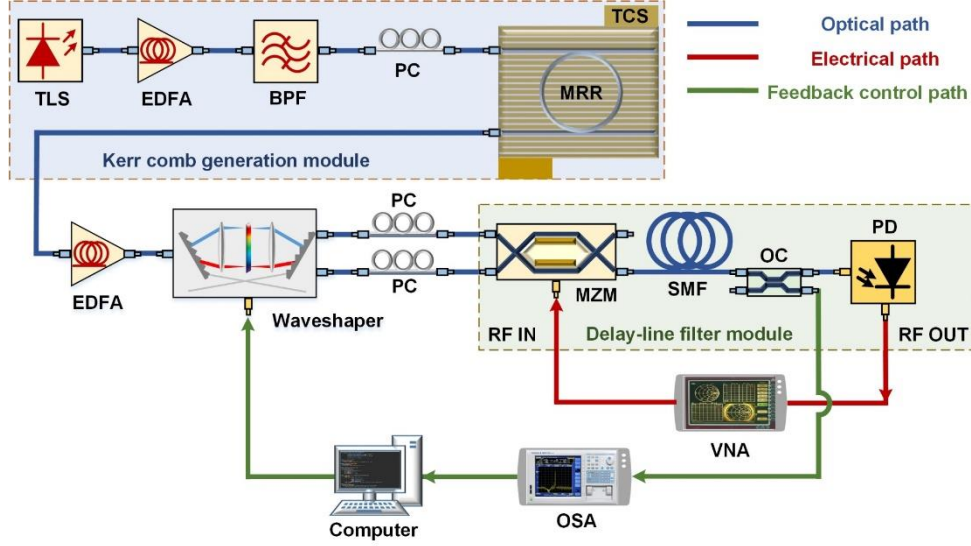 TCS
Optical path
Electrical path
Feedback control path
TLS
EDFA
BPF
PC
MRR
Kerr comb generation module
PC
PC
EDFA
Waveshaper
MZM
SMF
OC
PD
RF IN
Delay-line filter module
RF OUT
VNA
Computer
OSA